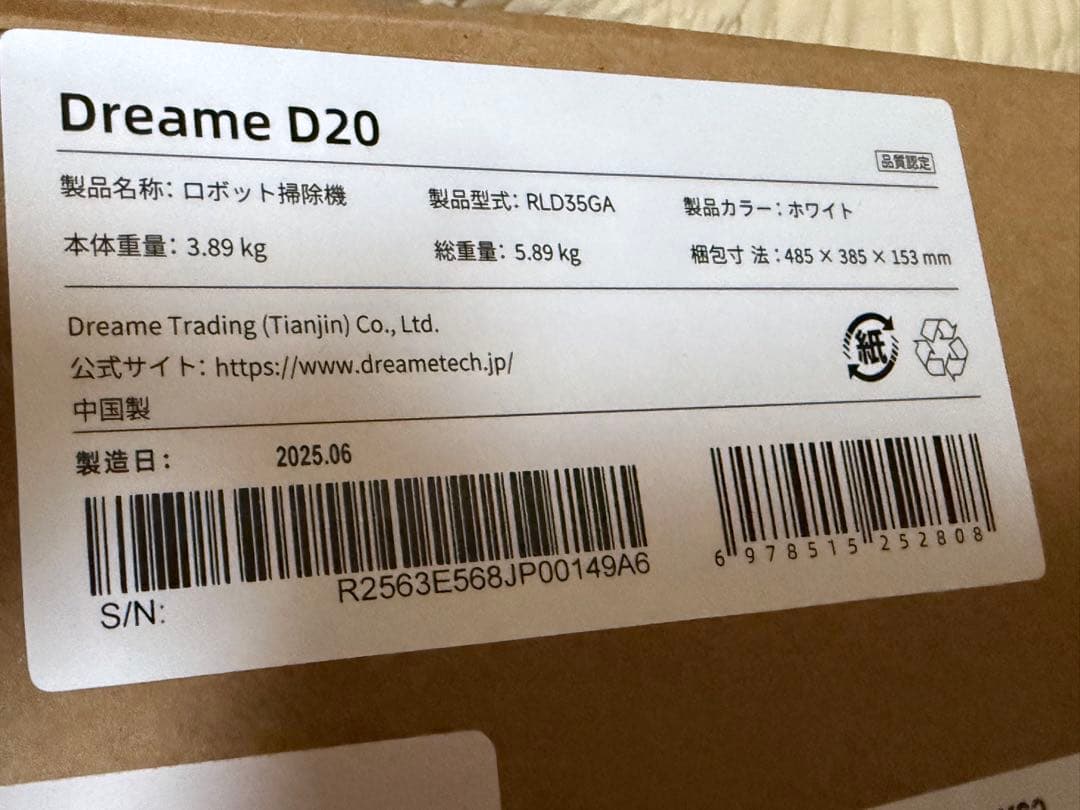 Dreame D20
品質認定
製品名称: ロボット掃除機 製品型式: RLD35GA 製品カラー: ホワイト
本体重量: 3.89 kg 総重量: 5.89 kg 梱包寸 法: 485 × 385 × 153 mm
Dreame Trading (Tianjin) Co., Ltd.
公式サイト: https://www.dreametech.jp/
中国製
紙
製造日: 2025.06
S/N: R2563E568JP00149A6
6 978515 252808